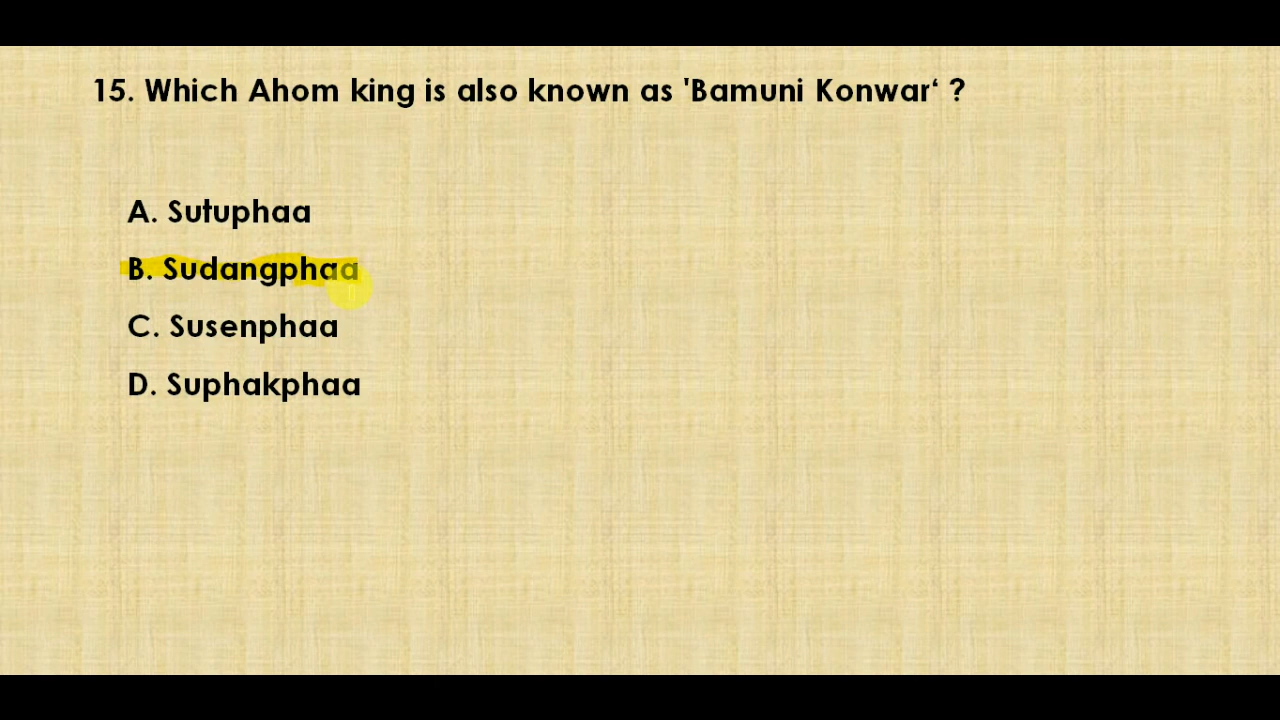 15. Which Ahom king is also known as 'Bamuni Konwar‘ ?
A. Sutuphaa
B. Sudangphaa
C. Susenphaa
D. Suphakphaa